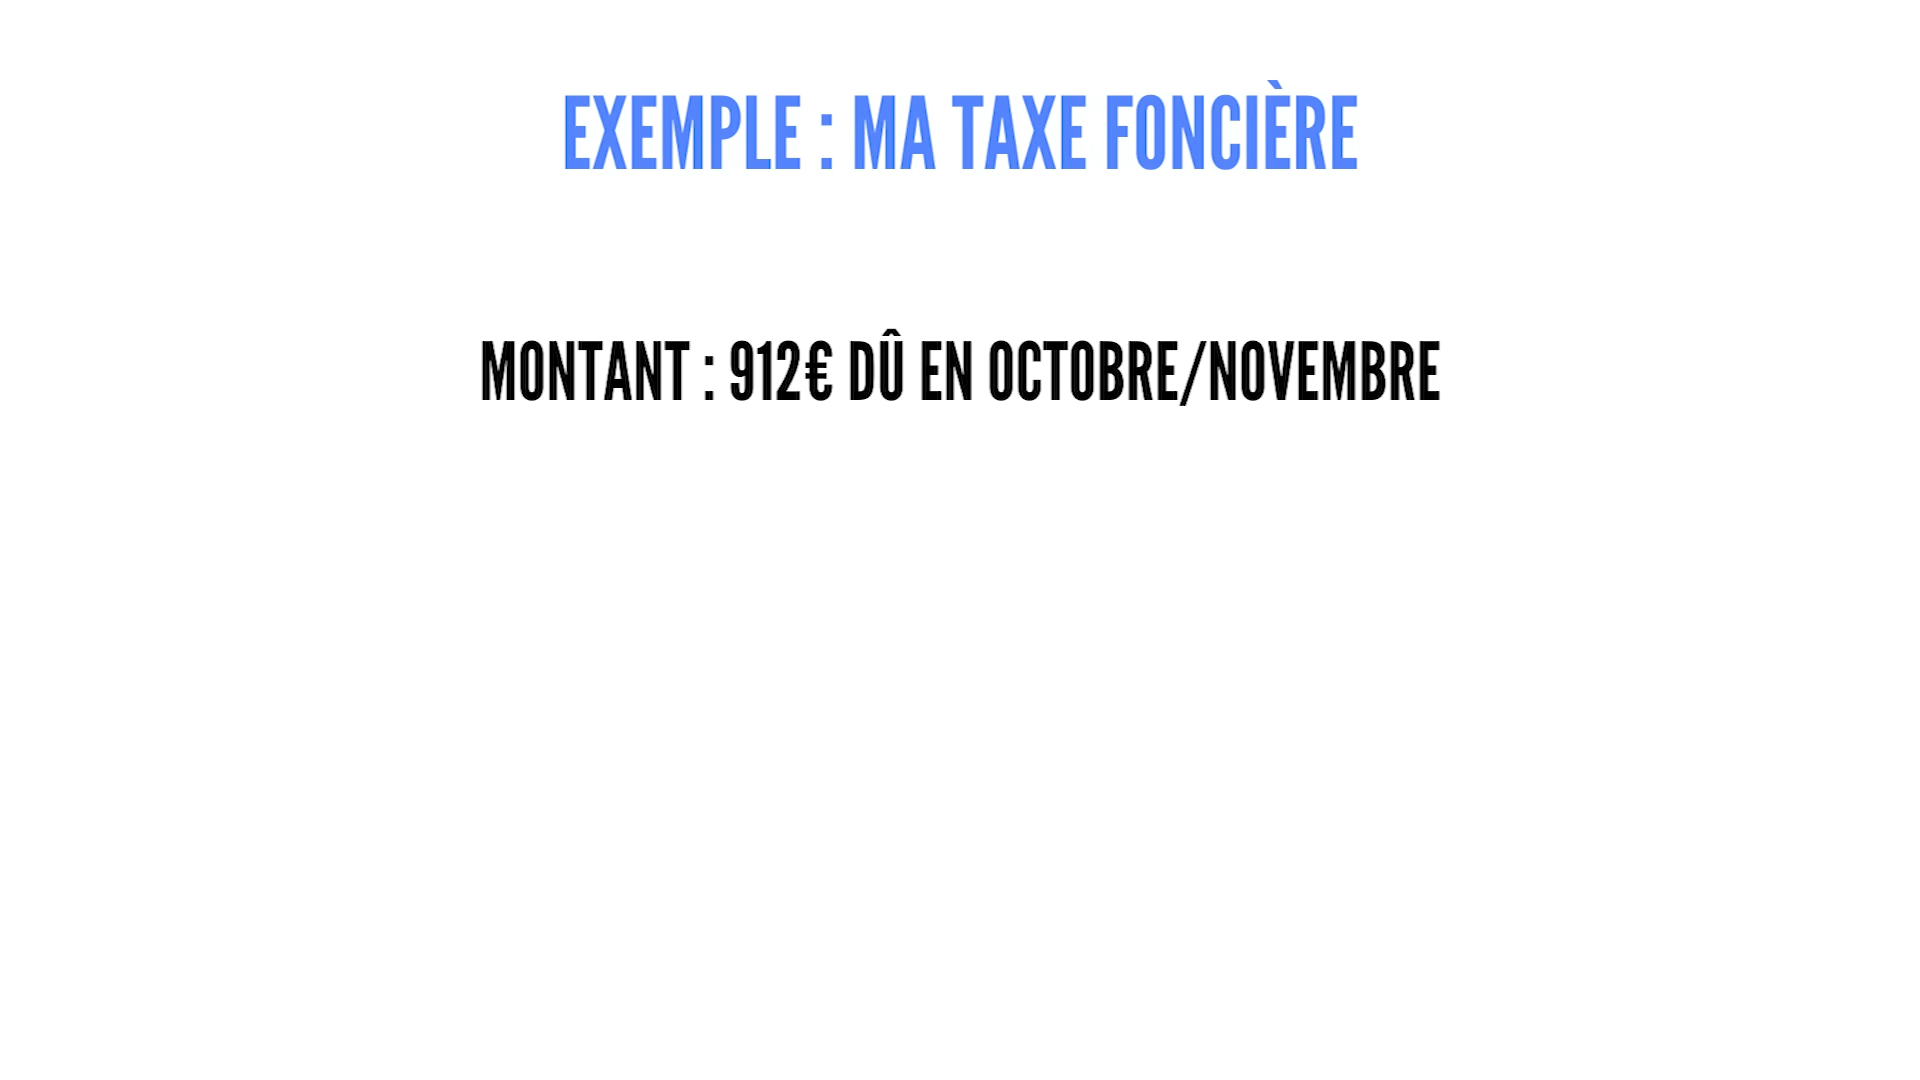 EXEMPLE : MA TAXE FONCIÈRE
MONTANT : 912€ DÛ EN OCTOBRE/NOVEMBRE